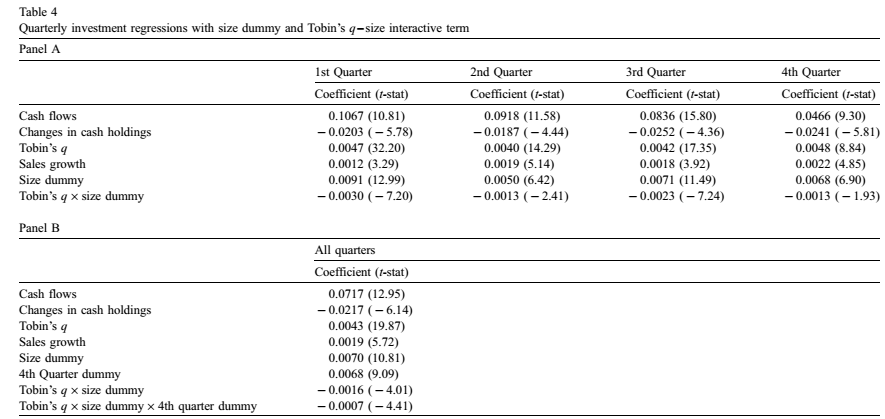 Table 4
Quarterly investment regressions with size dummy and Tobin's q–size interactive term
Panel A
1st Quarter 2nd Quarter 3rd Quarter 4th Quarter
Coefficient (t-stat) Coefficient (t-stat) Coefficient (t-stat) Coefficient (t-stat)
Cash flows 0.1067 (10.81) 0.0918 (11.58) 0.0836 (15.80) 0.0466 (9.30)
Changes in cash holdings − 0.0203 ( − 5.78) − 0.0187 ( − 4.44) − 0.0252 ( − 4.36) − 0.0241 ( − 5.81)
Tobin's q 0.0047 (32.20) 0.0040 (14.29) 0.0042 (17.35) 0.0048 (8.84)
Sales growth 0.0012 (3.29) 0.0019 (5.14) 0.0018 (3.92) 0.0022 (4.85)
Size dummy 0.0091 (12.99) 0.0050 (6.42) 0.0071 (11.49) 0.0068 (6.90)
Tobin's q × size dummy − 0.0030 ( − 7.20) − 0.0013 ( − 2.41) − 0.0023 ( − 7.24) − 0.0013 ( − 1.93)
Panel B
All quarters
Coefficient (t-stat)
Cash flows 0.0717 (12.95)
Changes in cash holdings − 0.0217 ( − 6.14)
Tobin's q 0.0043 (19.87)
Sales growth 0.0019 (5.72)
Size dummy 0.0070 (10.81)
4th Quarter dummy 0.0068 (9.09)
Tobin's q × size dummy − 0.0016 ( − 4.01)
Tobin's q × size dummy × 4th quarter dummy − 0.0007 ( − 4.41)